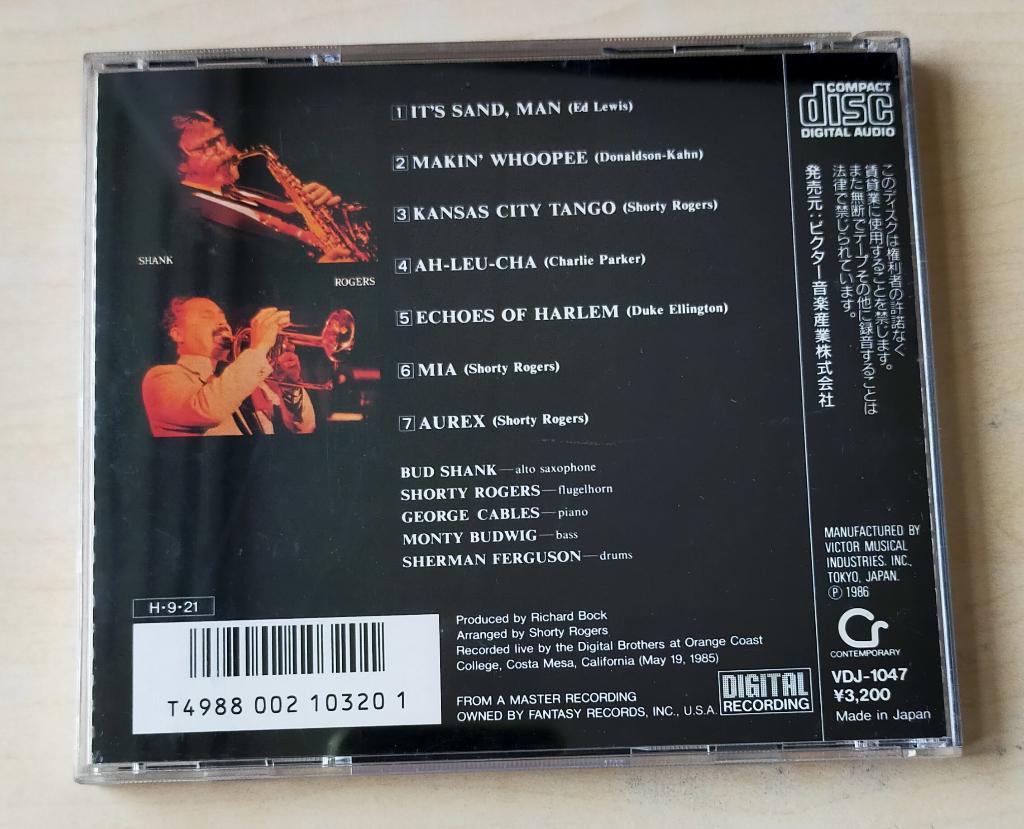 SHANK
ROGERS
1 IT'S SAND, MAN (Ed Lewis)
2 MAKIN' WHOOPEE (Donaldson-Kahn)
3 KANSAS CITY TANGO (Shorty Rogers)
4 AH-LEU-CHA (Charlie Parker)
5 ECHOES OF HARLEM (Duke Ellington)
6 MIA (Shorty Rogers)
7 AUREX (Shorty Rogers)
BUD SHANK—alto saxophone
SHORTY ROGERS—flugelhorn
GEORGE CABLES—piano
MONTY BUDWIG—bass
SHERMAN FERGUSON—drums
H・9・21
T4988 002 10320 1
Produced by Richard Bock
Arranged by Shorty Rogers
Recorded live by the Digital Brothers at Orange Coast
College, Costa Mesa, California (May 19, 1985)
FROM A MASTER RECORDING
OWNED BY FANTASY RECORDS, INC., U.S.A.
DIGITAL
RECORDING
COMPACT
disc
DIGITAL AUDIO
このディスクは権利者の許諾なく
賃貸業に使用することを禁じます。
また無断でテープその他に録音することは
法律で禁じられています。
発売元:ビクター音楽産業株式会社
MANUFACTURED BY
VICTOR MUSICAL
INDUSTRIES. INC.,
TOKYO, JAPAN.
℗ 1986
CONTEMPORARY
VDJ-1047
¥3,200
Made in Japan